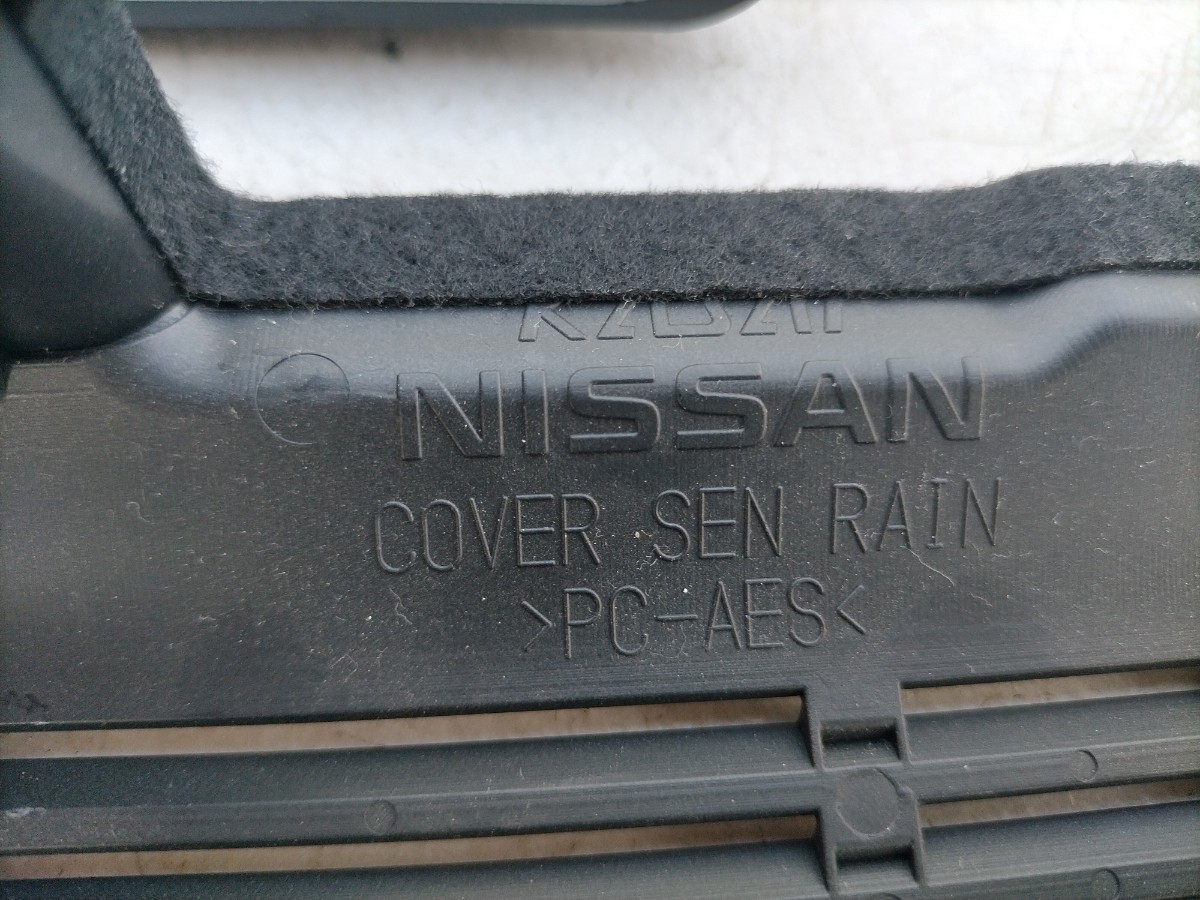 NISSAN
COVER SEN RAIN
>PC-AES<